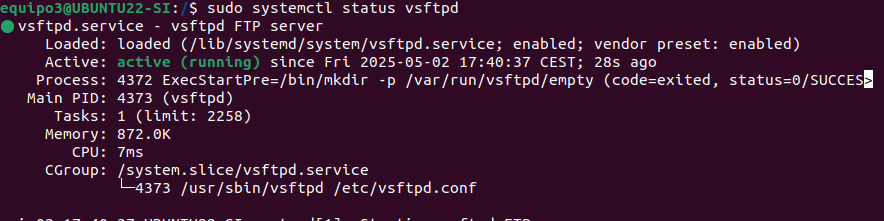 equipo3@UBUNTU22-SI:/$ sudo systemctl status vsftpd
● vsftpd.service - vsftpd FTP server
     Loaded: loaded (/lib/systemd/system/vsftpd.service; enabled; vendor preset: enabled)
     Active: active (running) since Fri 2025-05-02 17:40:37 CEST; 28s ago
    Process: 4372 ExecStartPre=/bin/mkdir -p /var/run/vsftpd/empty (code=exited, status=0/SUCCES>
   Main PID: 4373 (vsftpd)
      Tasks: 1 (limit: 2258)
     Memory: 872.0K
        CPU: 7ms
     CGroup: /system.slice/vsftpd.service
             └─4373 /usr/sbin/vsftpd /etc/vsftpd.conf